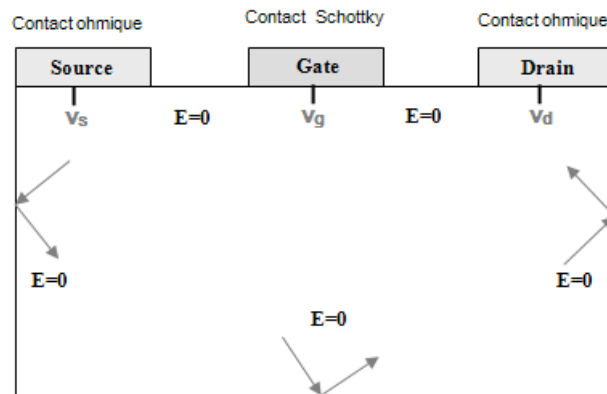 Contact ohmique
Contact Schottky
Contact ohmique
Source
Gate
Drain
Vs
E=0
Vg
E=0
Vd
E=0
E=0
E=0